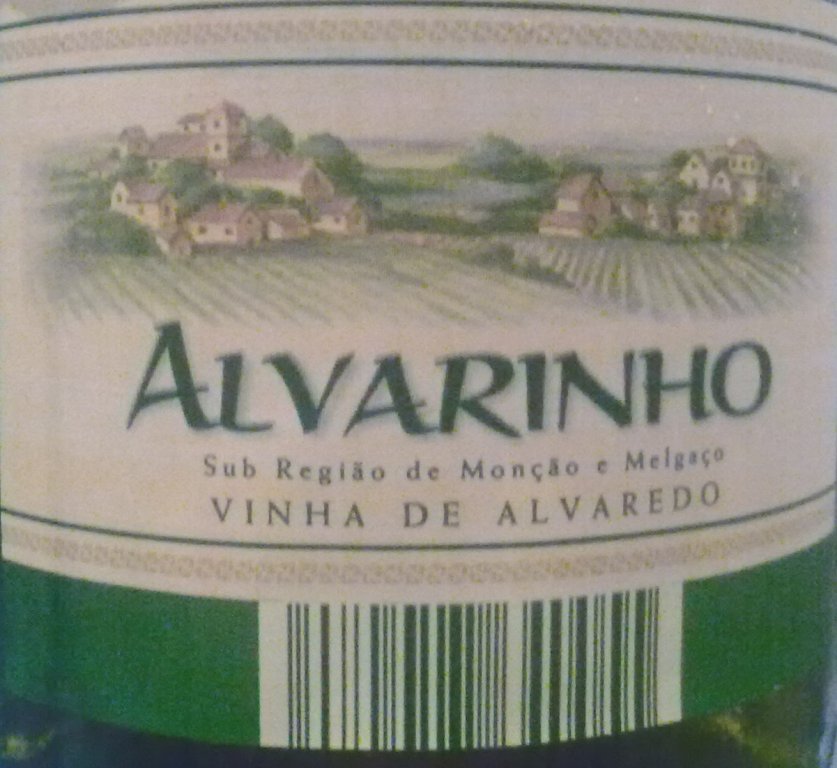 ALVARINHO
Sub Região de Monção e Melgaço
VINHA DE ALVAREDO